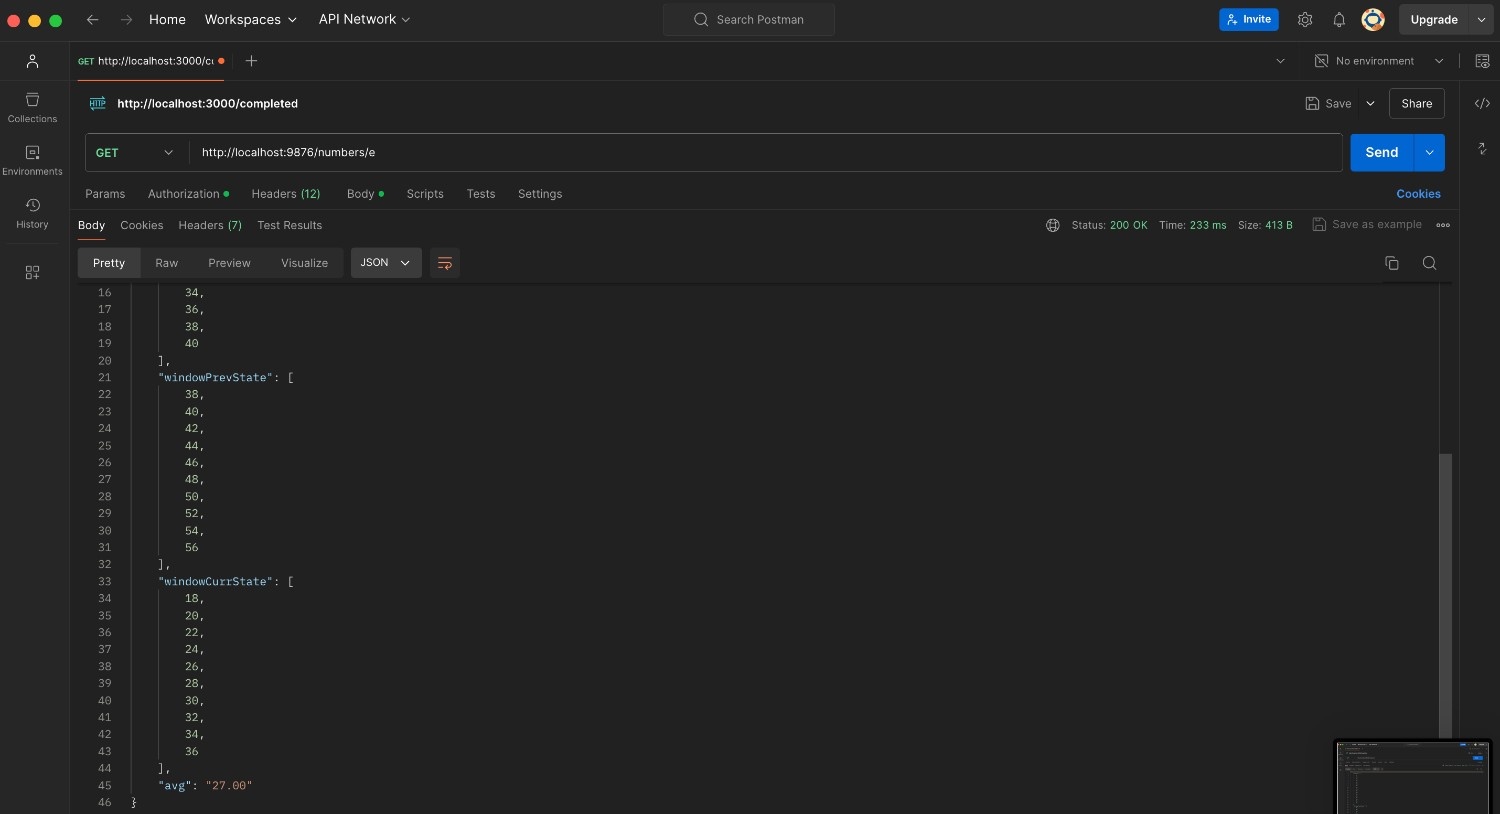 Home Workspaces API Network Search Postman Invite Upgrade
GET http://localhost:3000/cu No environment
Collections
Environments
History
http://localhost:3000/completed Save Share
GET http://localhost:9876/numbers/e Send
Params Authorization Headers (12) Body Scripts Tests Settings Cookies
Body Cookies Headers (7) Test Results Status: 200 OK Time: 233 ms Size: 413 B Save as example
Pretty Raw Preview Visualize JSON
16 34,
17 36,
18 38,
19 40
20 ],
21 "windowPrevState": [
22 38,
23 40,
24 42,
25 44,
26 46,
27 48,
28 50,
29 52,
30 54,
31 56
32 ],
33 "windowCurrState": [
34 18,
35 20,
36 22,
37 24,
38 26,
39 28,
40 30,
41 32,
42 34,
43 36
44 ],
45 "avg": "27.00"
46 }